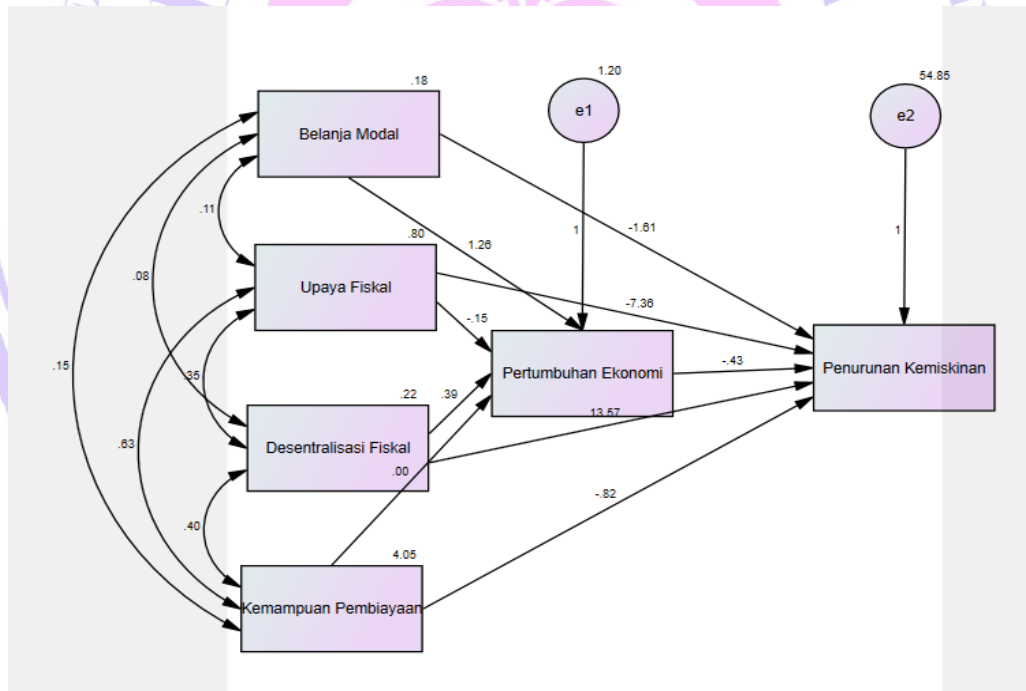 .18
1.20
54.85
Belanja Modal
e1
e2
.11
.80
1.26
1
-1.61
1
.08
Upaya Fiskal
-7.36
-.15
.15
.35
Pertumbuhan Ekonomi
-.43
Penurunan Kemiskinan
.22
.39
13.57
.63
Desentralisasi Fiskal
.00
-.82
.40
4.05
Kemampuan Pembiayaan